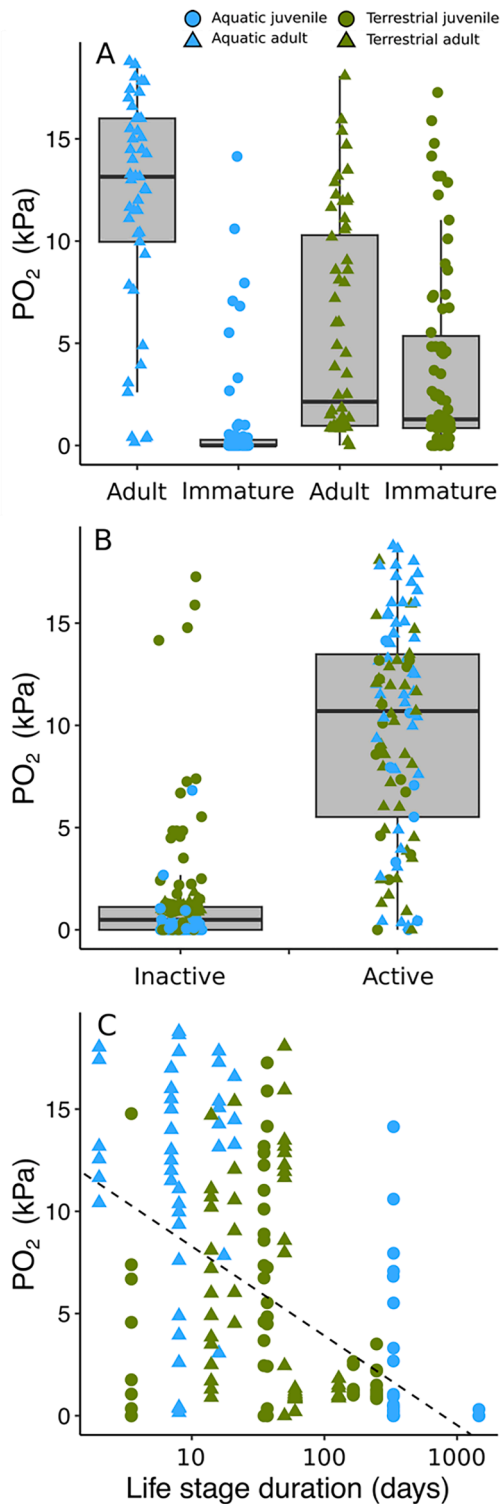 Aquatic juvenile Terrestrial juvenile
Aquatic adult Terrestrial adult
A
PO2 (kPa)
15
10
5
0
Adult Immature Adult Immature
B
PO2 (kPa)
15
10
5
0
Inactive Active
C
PO2 (kPa)
15
10
5
0
10 100 1000
Life stage duration (days)